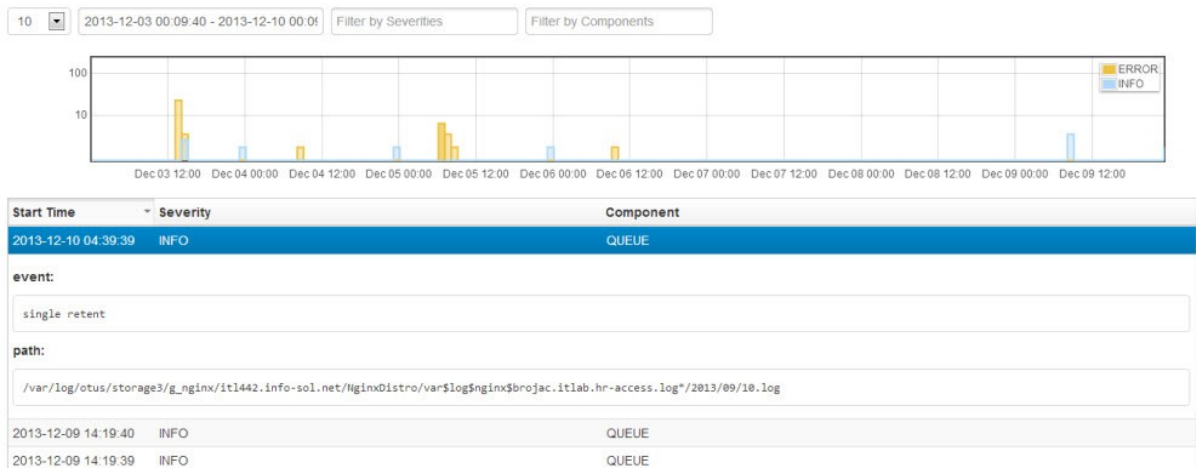 10 2013-12-03 00:09:40 - 2013-12-10 00:09 Filter by Severities Filter by Components
100
10
ERROR
INFO
Dec 03 12:00 Dec 04 00:00 Dec 04 12:00 Dec 05 00:00 Dec 05 12:00 Dec 06 00:00 Dec 06 12:00 Dec 07 00:00 Dec 07 12:00 Dec 08 00:00 Dec 08 12:00 Dec 09 00:00 Dec 09 12:00
Start Time Severity Component
2013-12-10 04:39:39 INFO QUEUE
event:
single retent
path:
/var/log/otus/storage3/g_nginx/itl442.info-sol.net/NginxDistro/var$log$nginx$brojac.itlab.hr-access.log"/2013/09/10.log
2013-12-09 14:19:40 INFO QUEUE
2013-12-09 14:19:39 INFO QUEUE